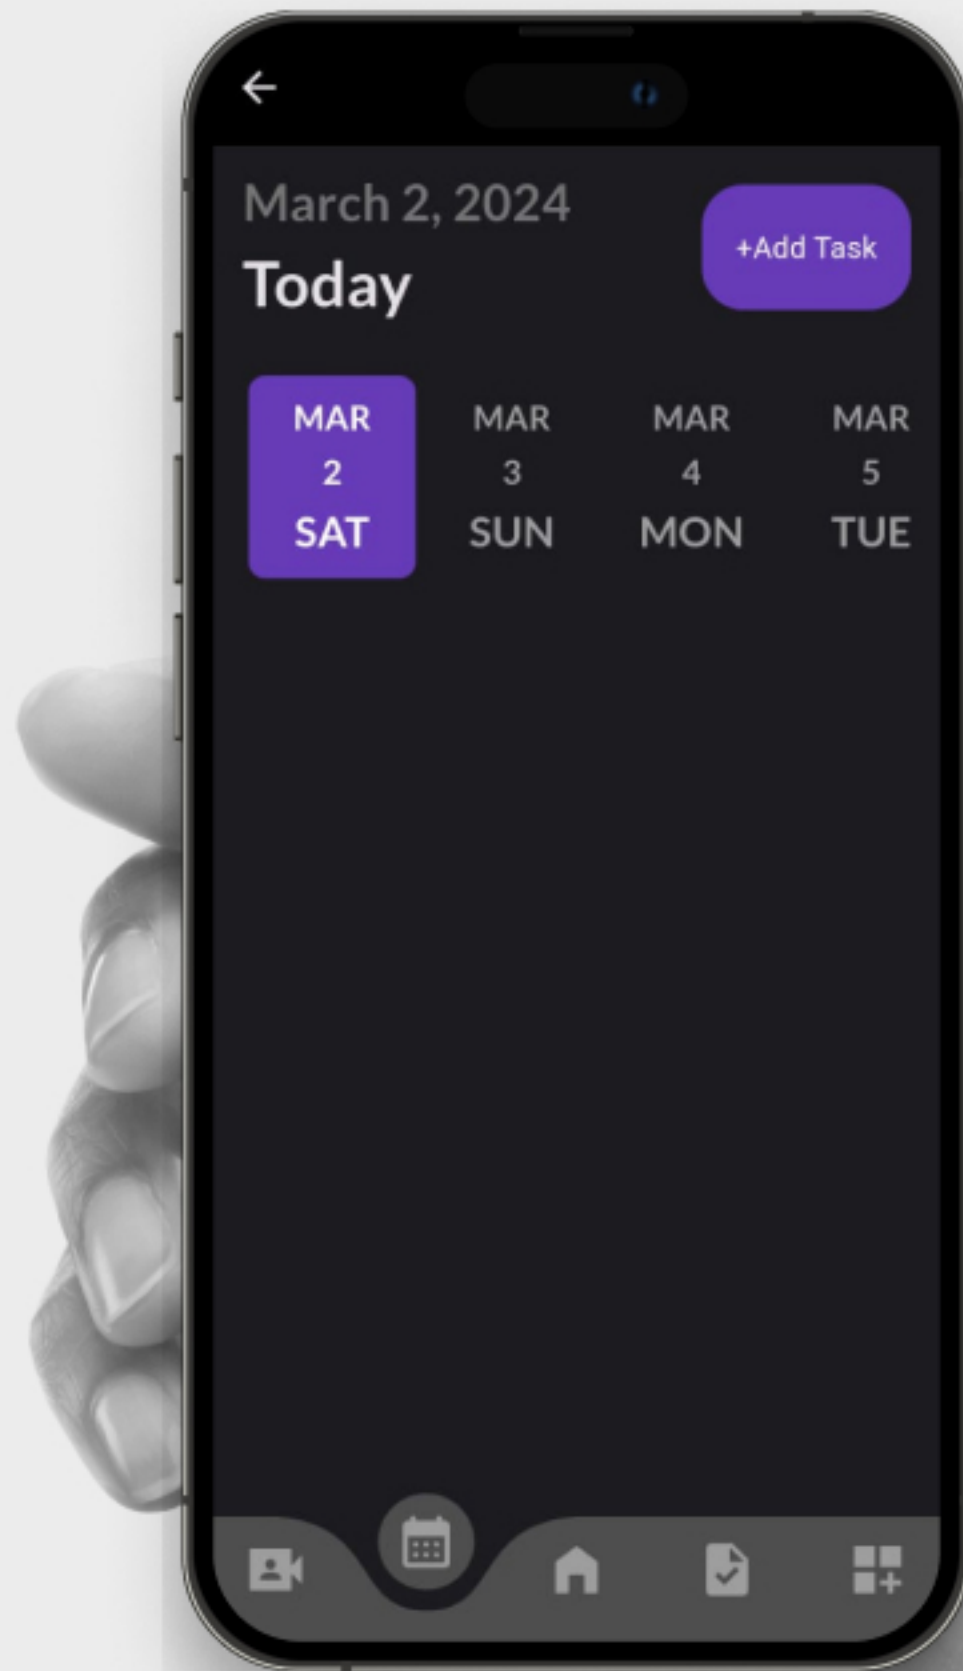 March 2, 2024
+Add Task
Today
MAR MAR MAR MAR
2 3 4 5
SAT SUN MON TUE